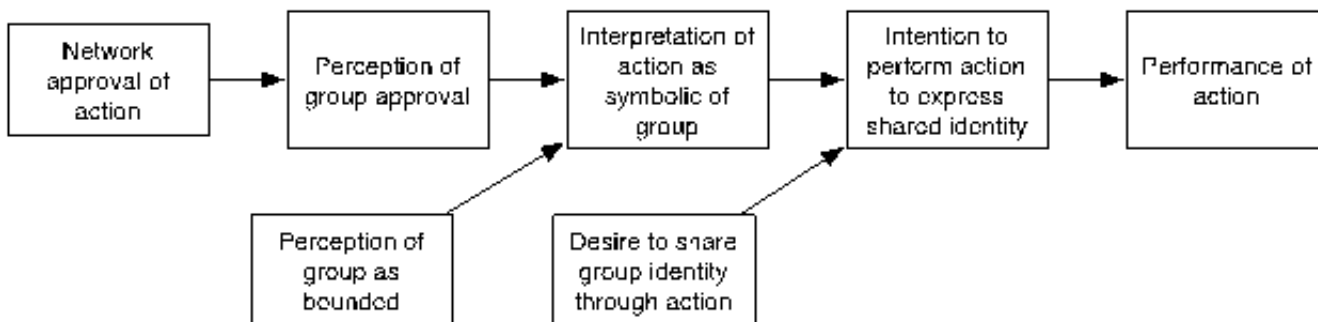 Network
approval of
action
Perception of
group approval
Interpretation of
action as
symbolic of
group
Intention to
perform action
to express
shared identity
Performance of
action
Perception of
group as
bounded
Desire to share
group identity
through action